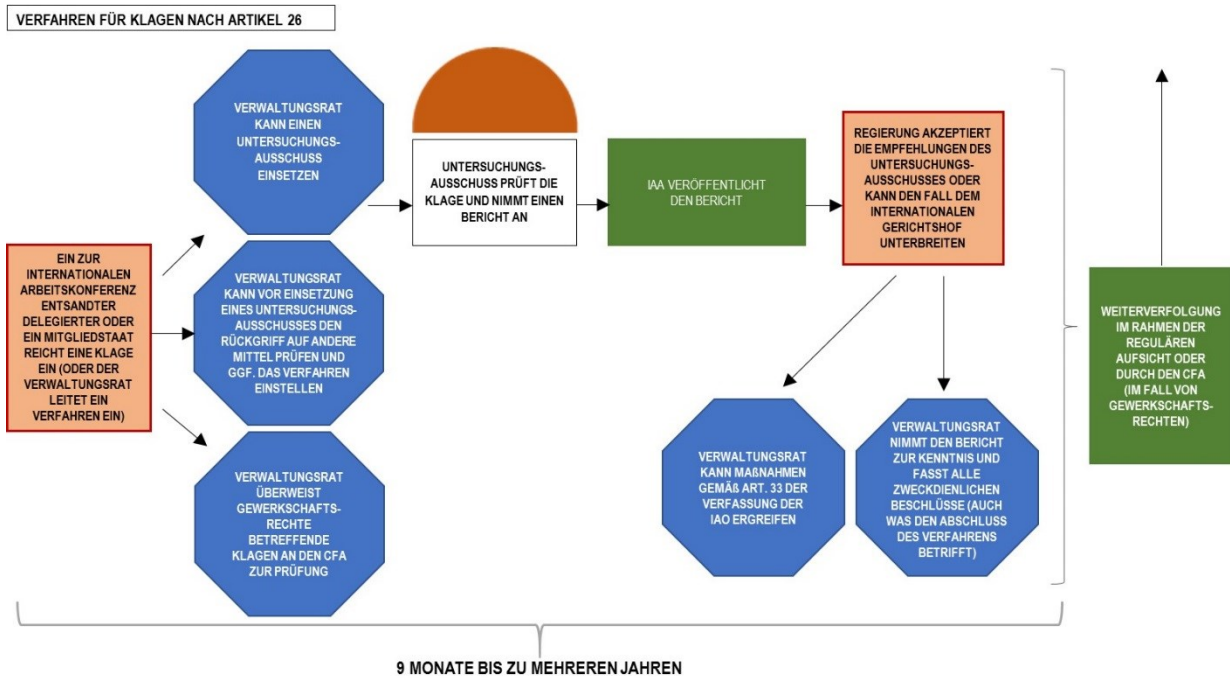 VERFAHREN FÜR KLAGEN NACH ARTIKEL 26
EIN ZUR
INTERNATIONALEN
ARBEITSKONFERENZ
ENTSANDTER
DELEGIERTER ODER
EIN MITGLIEDSTAAT
REICHT EINE KLAGE
EIN (ODER DER
VERWALTUNGSRAT
LEITET EIN
VERFAHREN EIN)
VERWALTUNGSRAT
KANN EINEN
UNTERSUCHUNGS-
AUSSCHUSS
EINSETZEN
VERWALTUNGSRAT
KANN VOR EINSETZUNG
EINES UNTERSUCHUNGS-
AUSSCHUSSES DEN
RÜCKGRIFF AUF ANDERE
MITTEL PRÜFEN UND
GGF. DAS VERFAHREN
EINSTELLEN
VERWALTUNGSRAT
ÜBERWEIST
GEWERKSCHAFTS-
RECHTE
BETREFFENDE
KLAGEN AN DEN CFA
ZUR PRÜFUNG
UNTERSUCHUNGS-
AUSSCHUSS PRÜFT DIE
KLAGE UND NIMMT EINEN
BERICHT AN
IAA VERÖFFENTLICHT
DEN BERICHT
REGIERUNG AKZEPTIERT
DIE EMPFEHLUNGEN DES
UNTERSUCHUNGS-
AUSSCHUSSES ODER
KANN DEN FALL DEM
INTERNATIONALEN
GERICHTSHOF
UNTERBREITEN
VERWALTUNGSRAT
KANN MAßNAHMEN
GEMÄß ART. 33 DER
VERFASSUNG DER
IAO ERGREIFEN
VERWALTUNGSRAT
NIMMT DEN BERICHT
ZUR KENNTNIS UND
FASST ALLE
ZWECKDIENLICHEN
BESCHLÜSSE (AUCH
WAS DEN ABSCHLUSS
DES VERFAHRENS
BETRIFFT)
WEITERVERFOLGUNG
IM RAHMEN DER
REGULÄREN
AUFSICHT ODER
DURCH DEN CFA
(IM FALL VON
GEWERKSCHAFTS-
RECHTEN)
9 MONATE BIS ZU MEHREREN JAHREN